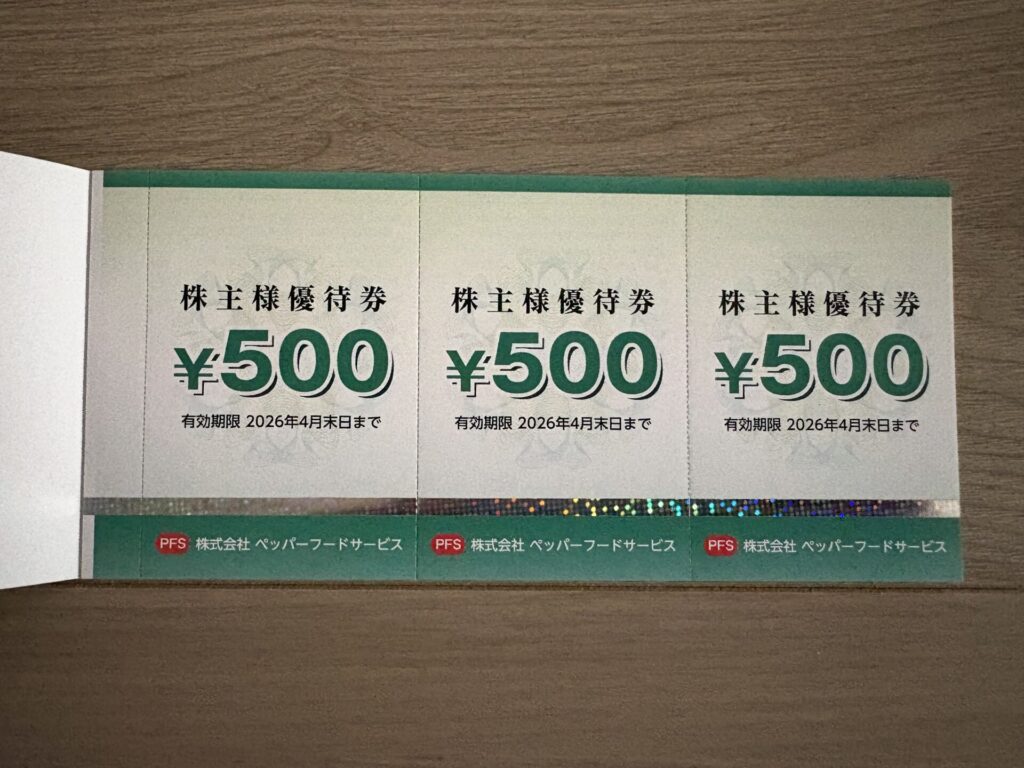 株主様優待券
¥500
有効期限 2026年4月末日まで
PFS 株式会社 ペッパーフードサービス
株主様優待券
¥500
有効期限 2026年4月末日まで
PFS 株式会社 ペッパーフードサービス
株主様優待券
¥500
有効期限 2026年4月末日まで
PFS 株式会社 ペッパーフードサービス